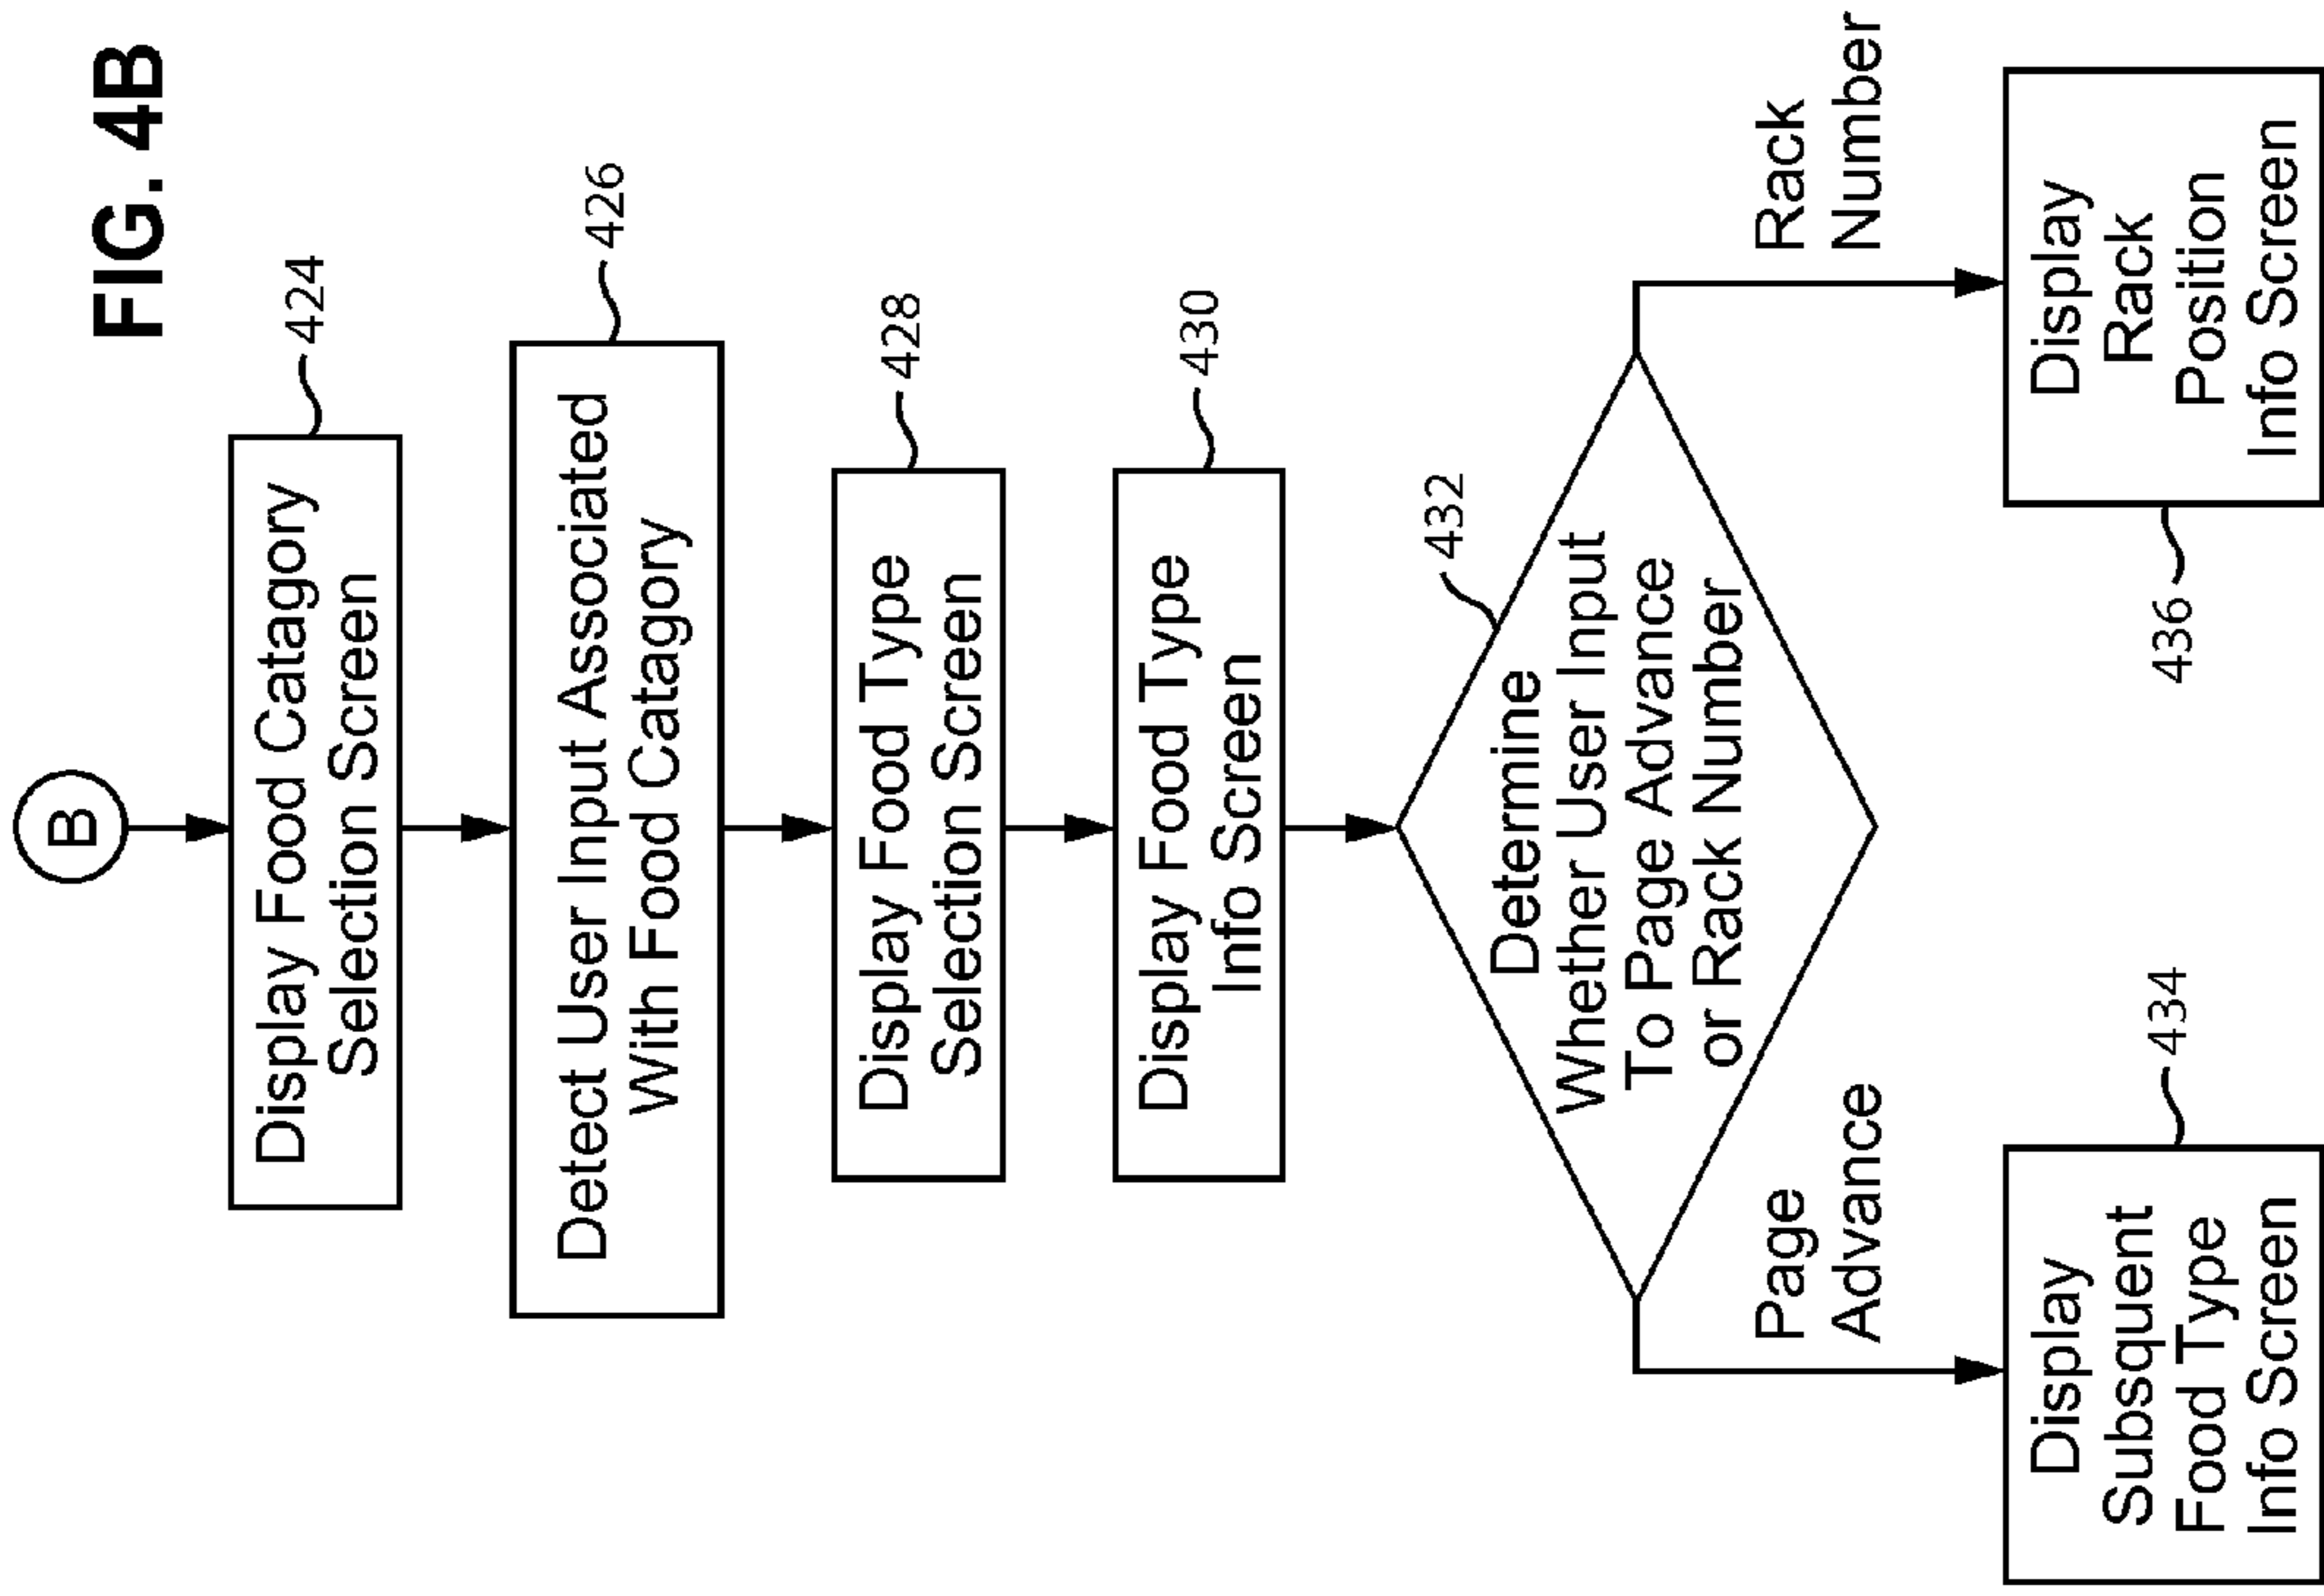 FIG. 4B
B
Display Food Catagory
Selection Screen
424
Detect User Input Associated
With Food Catagory
426
Display Food Type
Selection Screen
428
Display Food Type
Info Screen
430
Determine
Whether User Input
To Page Advance
or Rack Number
432
Page
Advance
Rack
Number
Display
Subsquent
Food Type
Info Screen
434
Display
Rack
Position
Info Screen
436